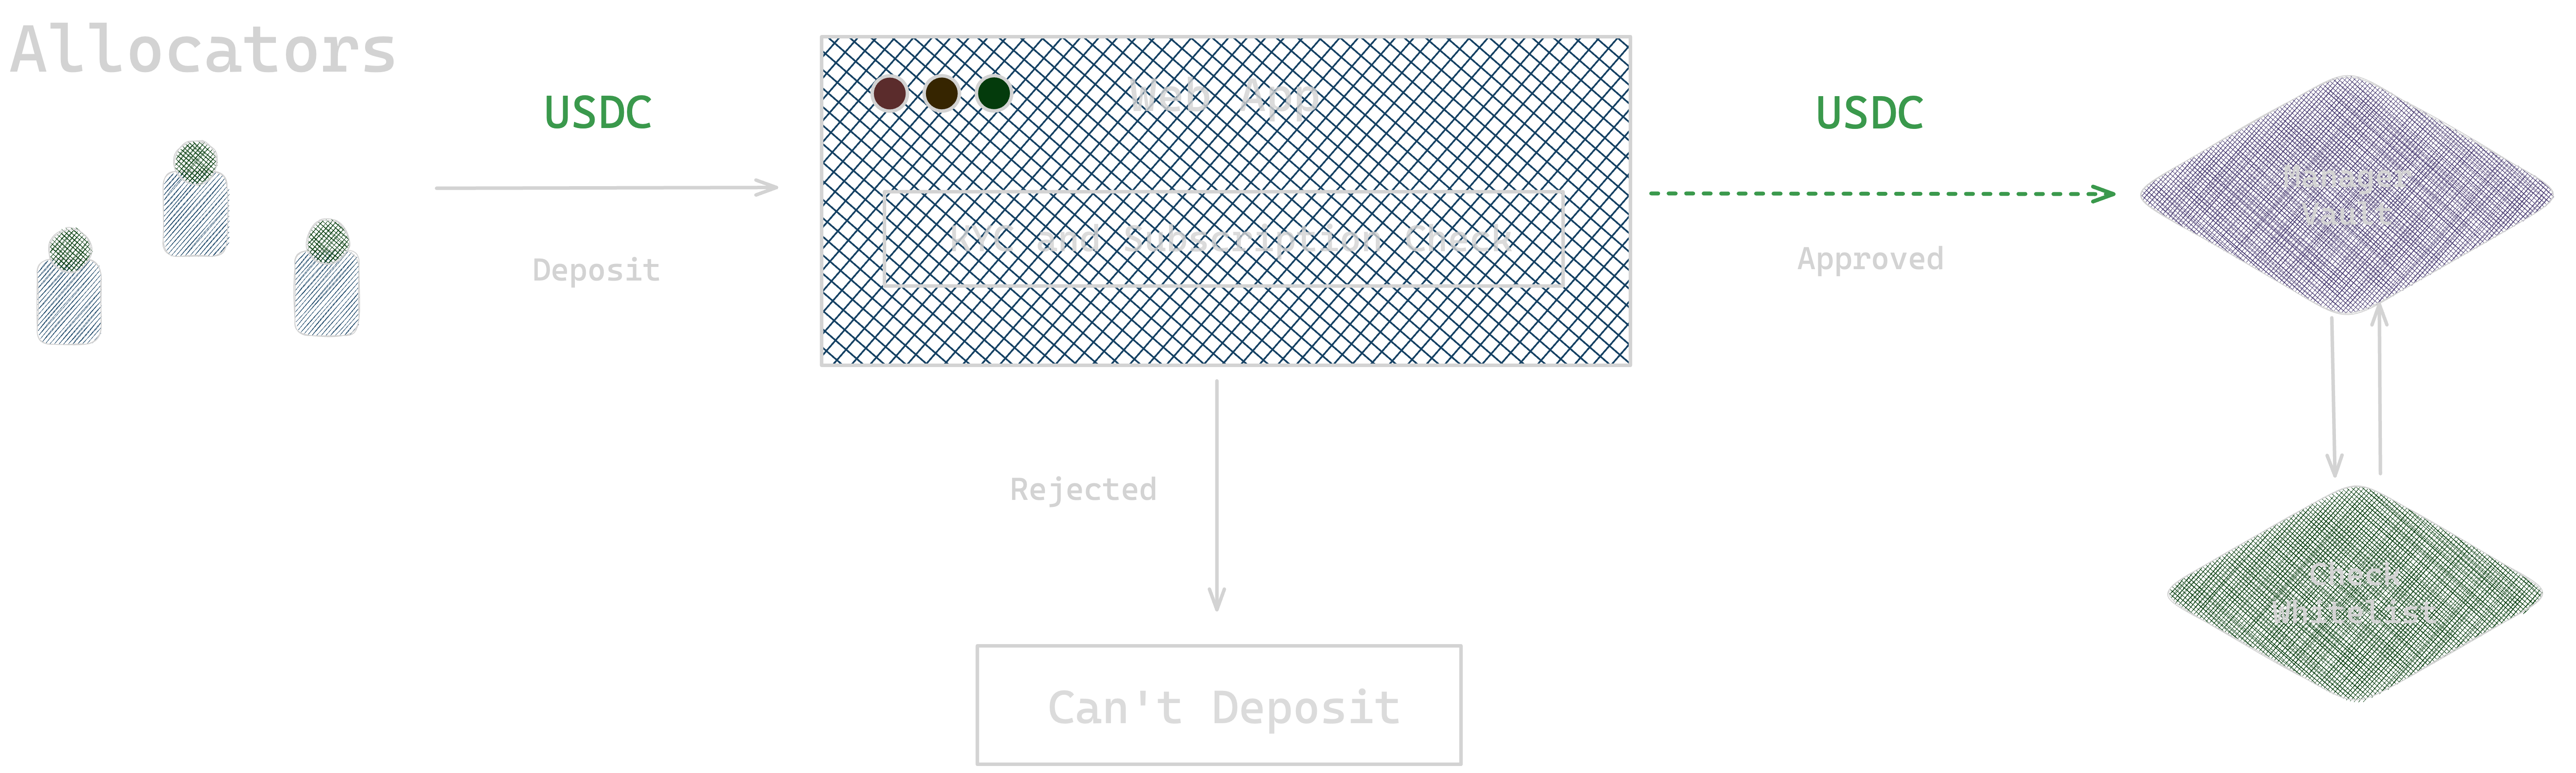 Allocators
USDC
Deposit
Web App
KYC and Subscription Check
USDC
Approved
Manager
Vault
Rejected
Check
Whitelist
Can't Deposit